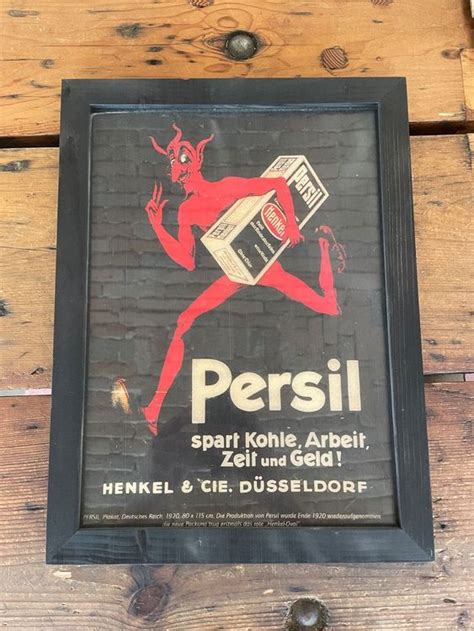 Persil
Henkel
Persil
spart Kohle, Arbeit,
Zeit und Geld!
HENKEL & CIE. DÜSSELDORF
PERSIL, Plakat, Deutsches Reich, 1920, 80 x 115 cm. Die Produktion von Persil wurde Ende 1920 wiederaufgenommen,
die neue Packung trug erstmals das rote „Henkel-Oval"